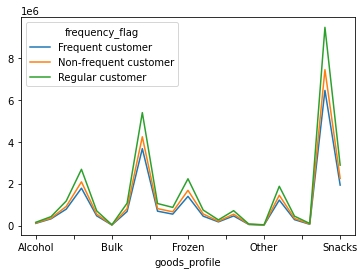 1e6
frequency_flag
Frequent customer
Non-frequent customer
Regular customer
8
6
4
2
0
Alcohol Bulk Frozen Other Snacks
goods_profile